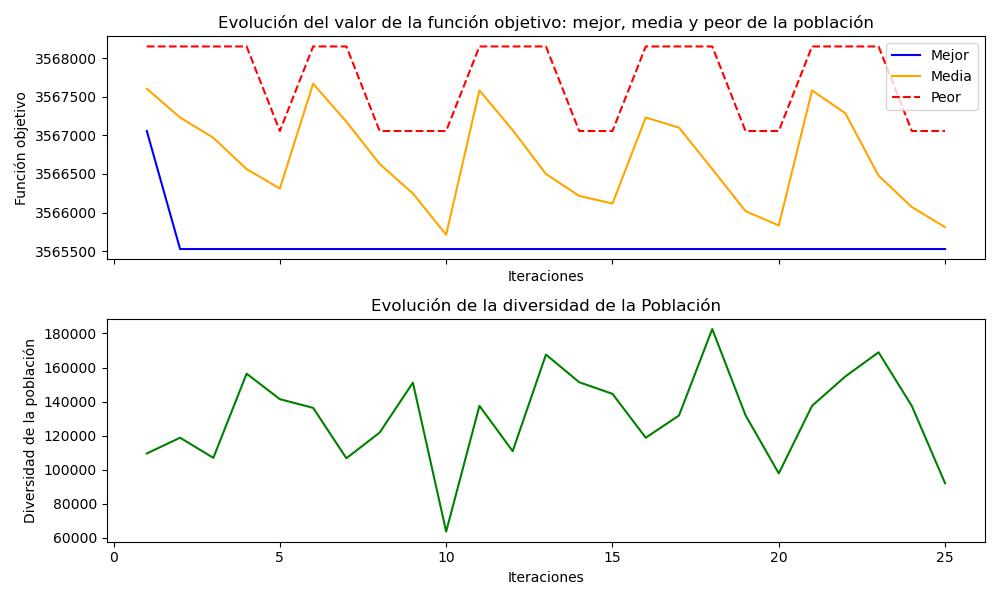 Evolución del valor de la función objetivo: mejor, media y peor de la población
Función objetivo
3568000
3567500
3567000
3566500
3566000
3565500
Mejor
Media
Peor
Iteraciones
Evolución de la diversidad de la Población
Diversidad de la población
180000
160000
140000
120000
100000
80000
60000
0 5 10 15 20 25
Iteraciones